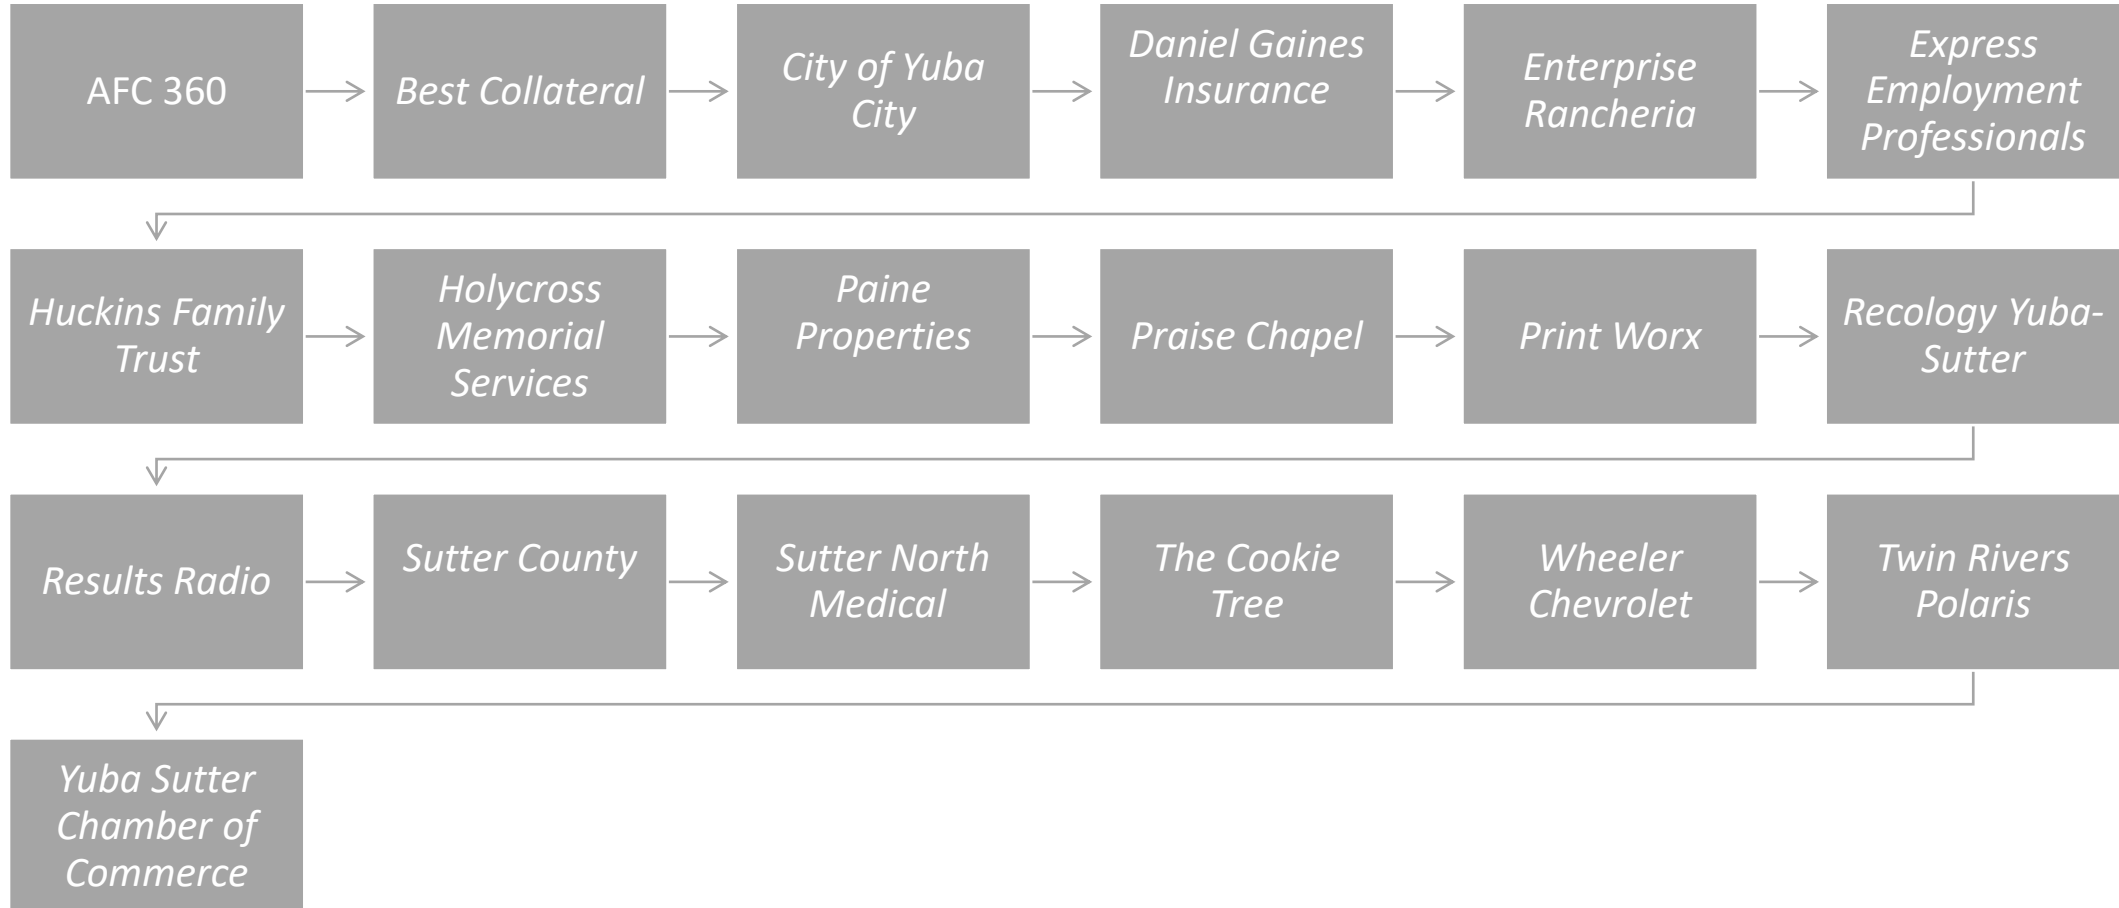 AFC 360
Best Collateral
City of Yuba
City
Daniel Gaines
Insurance
Enterprise
Rancheria
Express
Employment
Professionals
Huckins Family
Trust
Holycross
Memorial
Services
Paine
Properties
Praise Chapel
Print Worx
Recology Yuba-
Sutter
Results Radio
Sutter County
Sutter North
Medical
The Cookie
Tree
Wheeler
Chevrolet
Twin Rivers
Polaris
Yuba Sutter
Chamber of
Commerce